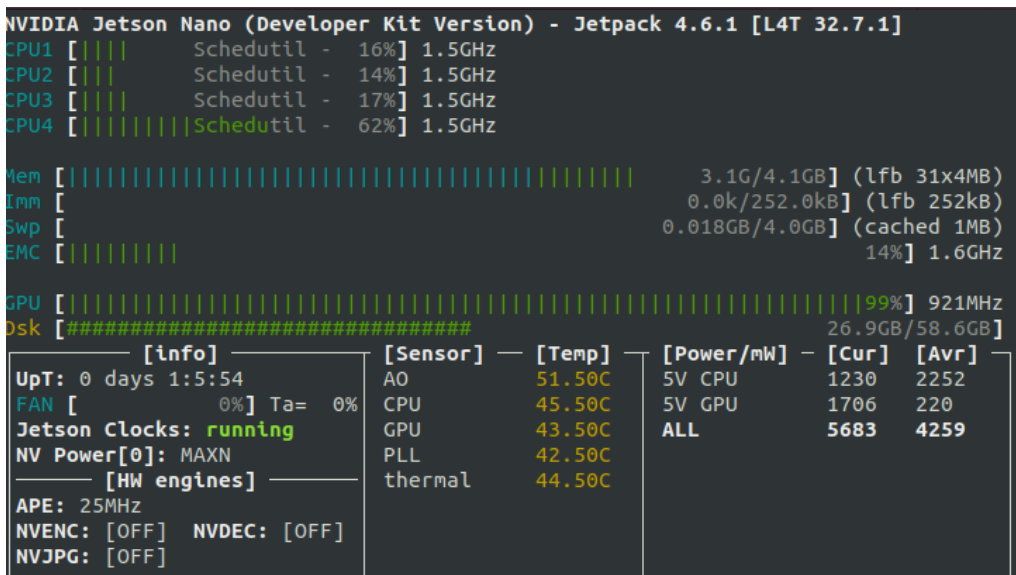 NVIDIA Jetson Nano (Developer Kit Version) - Jetpack 4.6.1 [L4T 32.7.1]
CPU1 [|||| Schedutil - 16%] 1.5GHz
CPU2 [||| Schedutil - 14%] 1.5GHz
CPU3 [|||| Schedutil - 17%] 1.5GHz
CPU4 [|||||||||Schedutil - 62%] 1.5GHz
Mem [||||||||||||||||||||||||||||||||||||||||||||| 3.1G/4.1GB] (lfb 31x4MB)
Imm [ 0.0k/252.0kB] (lfb 252kB)
Swp [ 0.018GB/4.0GB] (cached 1MB)
EMC [||||||||| 14%] 1.6GHz
GPU [|||||||||||||||||||||||||||||||||||||||||||||||||||||||||||||||99%] 921MHz
Dsk [################################ 26.9GB/58.6GB]
[info] [Sensor] [Temp] [Power/mW] [Cur] [Avr]
UpT: 0 days 1:5:54 AO 51.50C 5V CPU 1230 2252
FAN [ 0%] Ta= 0% CPU 45.50C 5V GPU 1706 220
Jetson Clocks: running GPU 43.50C ALL 5683 4259
NV Power[0]: MAXN PLL 42.50C
[HW engines] thermal 44.50C
APE: 25MHz
NVENC: [OFF] NVDEC: [OFF]
NVJPG: [OFF]